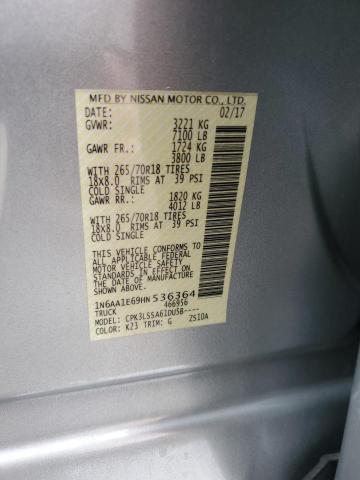 MFD BY NISSAN MOTOR CO., LTD.
DATE: 02/17
GVWR: 3221 KG
7100 LB
GAWR FR.: 1724 KG
3800 LB
WITH 265/70R18 TIRES
18x8.0 RIMS AT 39 PSI
COLD SINGLE
GAWR RR.: 1820 KG
4012 LB
WITH 265/70R18 TIRES
18x8.0 RIMS AT 39 PSI
COLD SINGLE
THIS VEHICLE CONFORMS TO
ALL APPLICABLE FEDERAL
MOTOR VEHICLE SAFETY
STANDARDS IN EFFECT ON
THE DATE OF MANUFACTURE
SHOWN ABOVE.
1N6AA1E69HN536364
TRUCK 466956
MODEL: CPK3LSSA61DUSB----
COLOR: K23 TRIM: G ZS10A